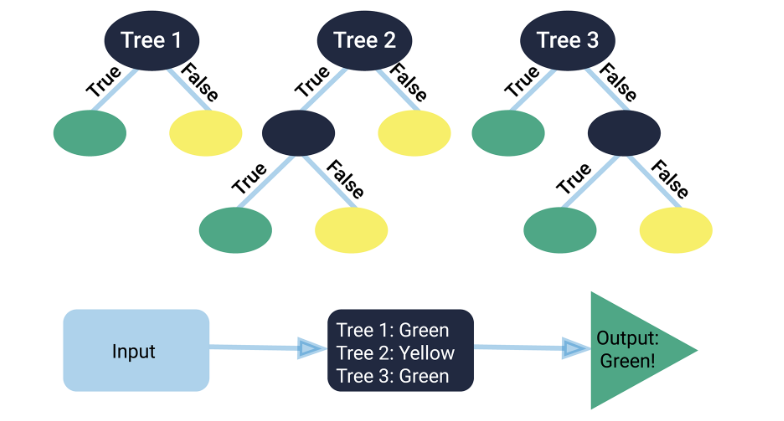 Tree 1
Tree 2
Tree 3
True
False
True
False
True
False
True
False
True
False
Input
Tree 1: Green
Tree 2: Yellow
Tree 3: Green
Output:
Green!